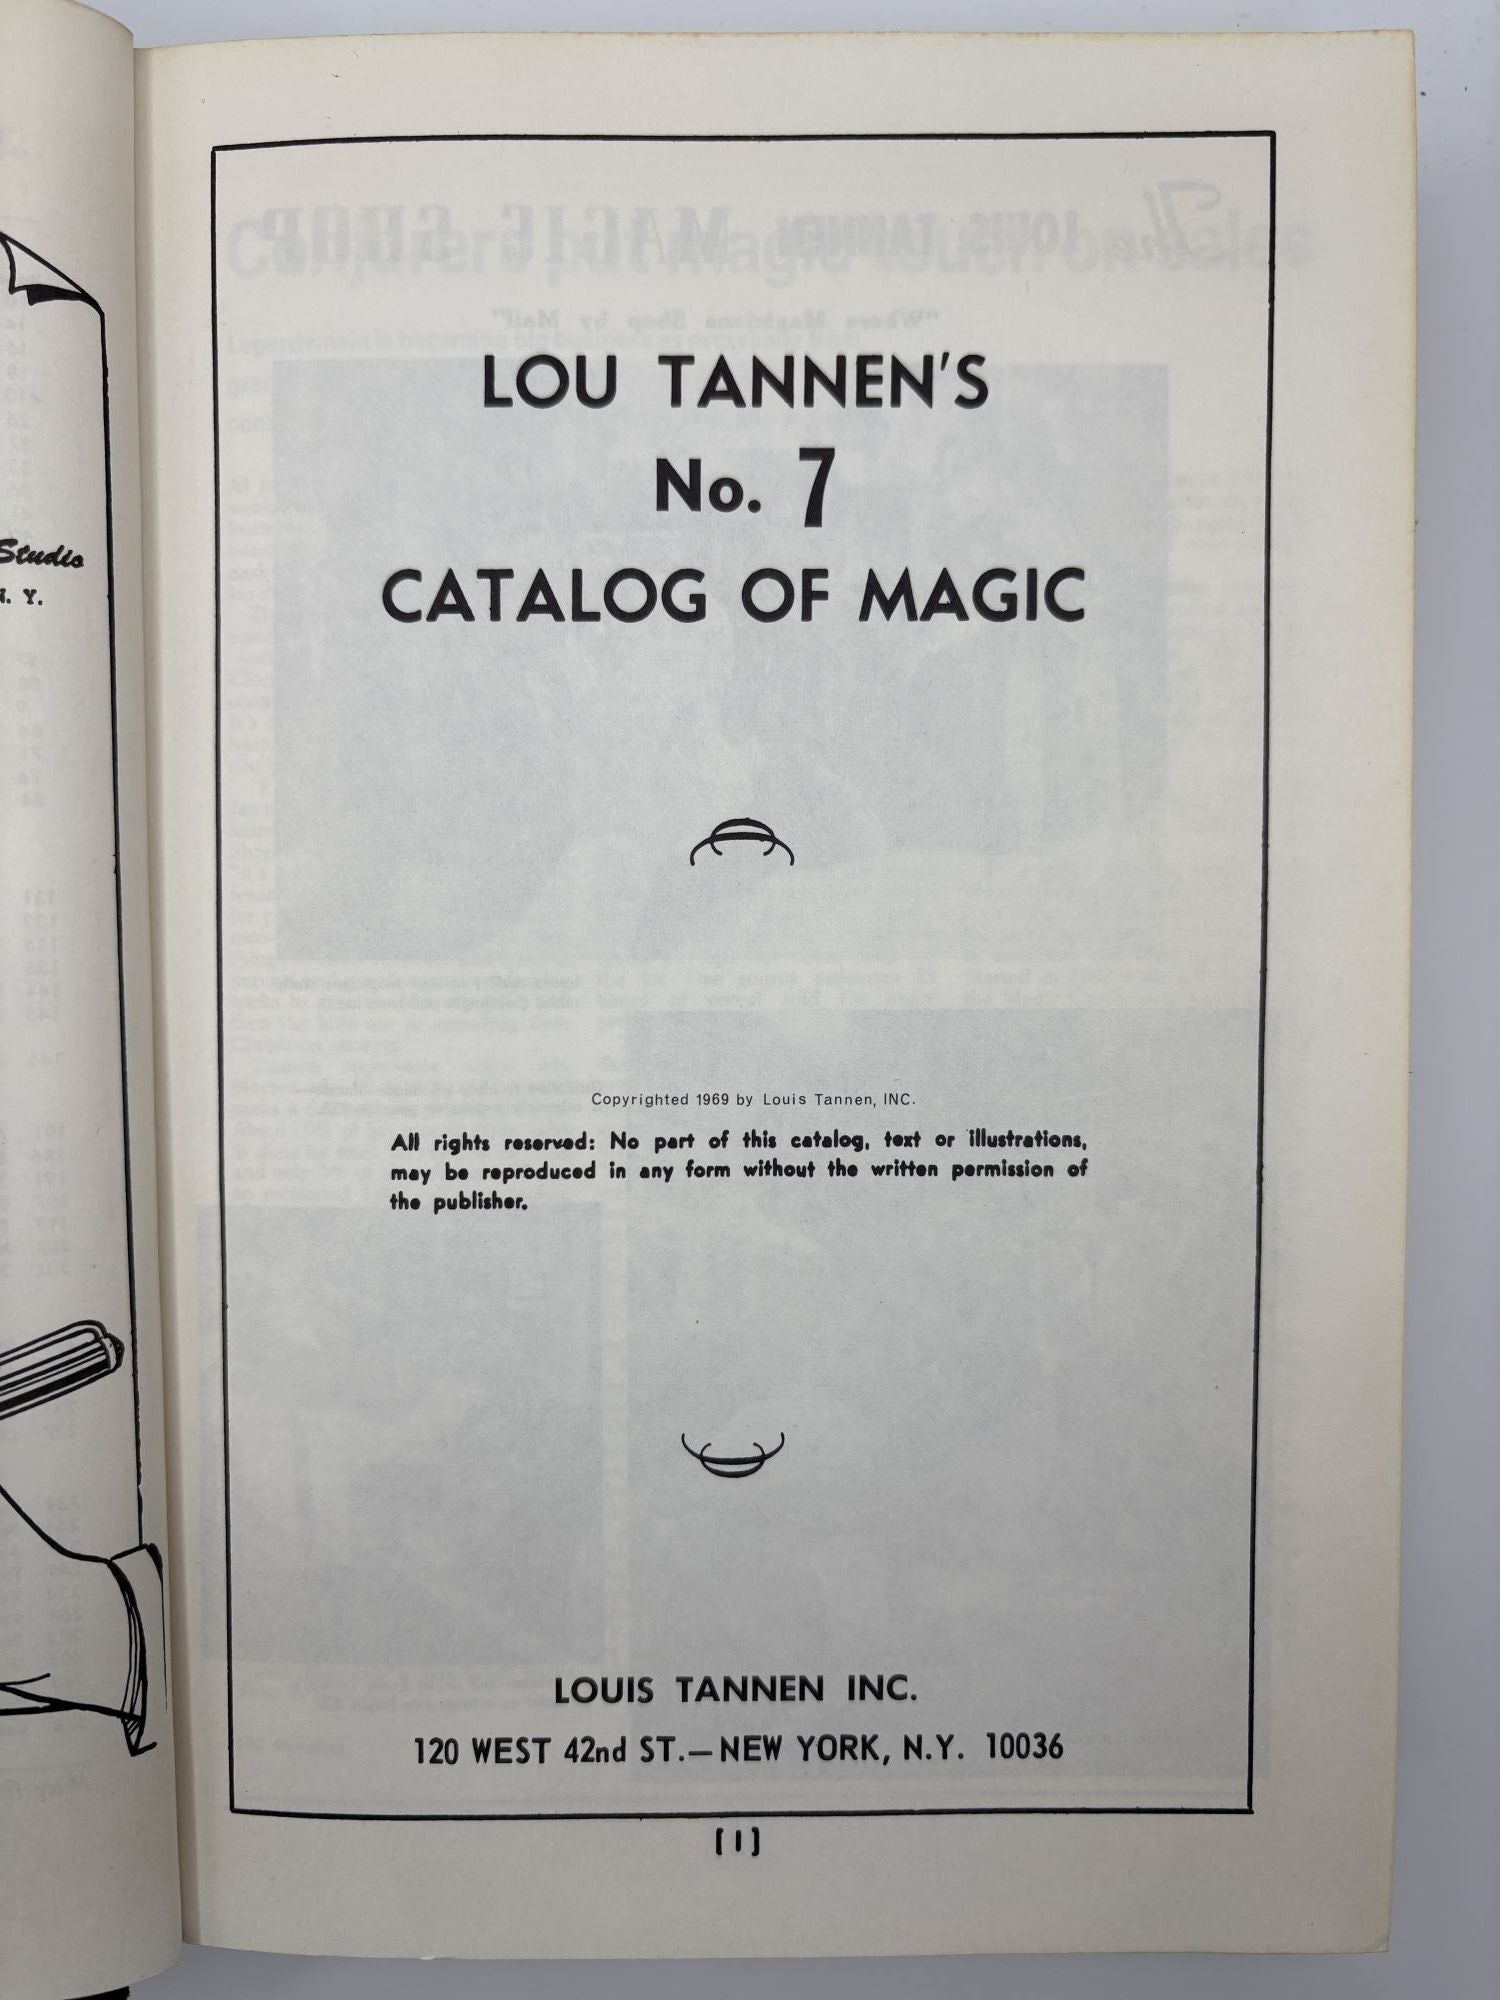 Studio
Y.
LOU TANNEN'S
No. 7
CATALOG OF MAGIC
Copyrighted 1969 by Louis Tannen, INC.
All rights reserved: No part of this catalog, text or illustrations,
may be reproduced in any form without the written permission of
the publisher.
LOUIS TANNEN INC.
120 WEST 42nd ST.—NEW YORK, N.Y. 10036
[1]